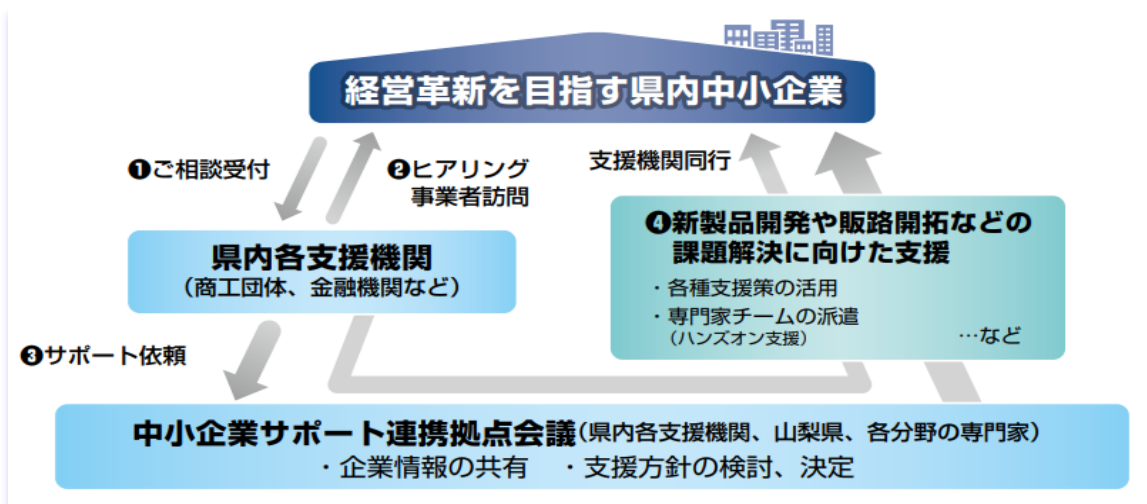 経営革新を目指す県内中小企業
❶ご相談受付
❷ヒアリング
事業者訪問
支援機関同行
県内各支援機関
（商工団体、金融機関など）
❹新製品開発や販路開拓などの
課題解決に向けた支援
・各種支援策の活用
・専門家チームの派遣
（ハンズオン支援）
…など
❸サポート依頼
中小企業サポート連携拠点会議（県内各支援機関、山梨県、各分野の専門家）
・企業情報の共有　・支援方針の検討、決定